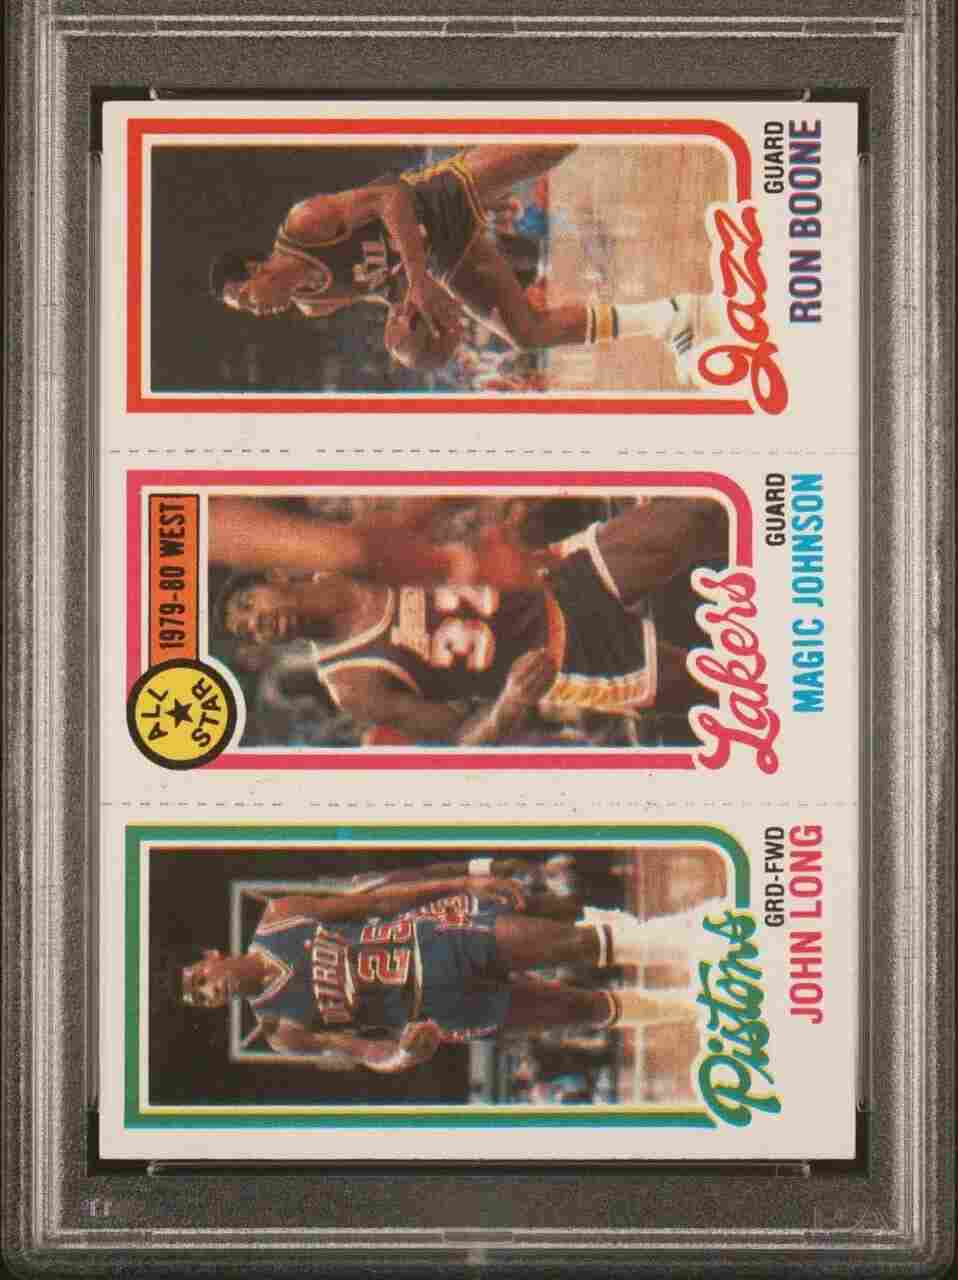 JOHN LONG
GRD-FWD
Pistons
DETROIT
25
ALL
STAR
1979-80 WEST
32
Lakers
GUARD
MAGIC JOHNSON
Jazz
GUARD
RON BOONE